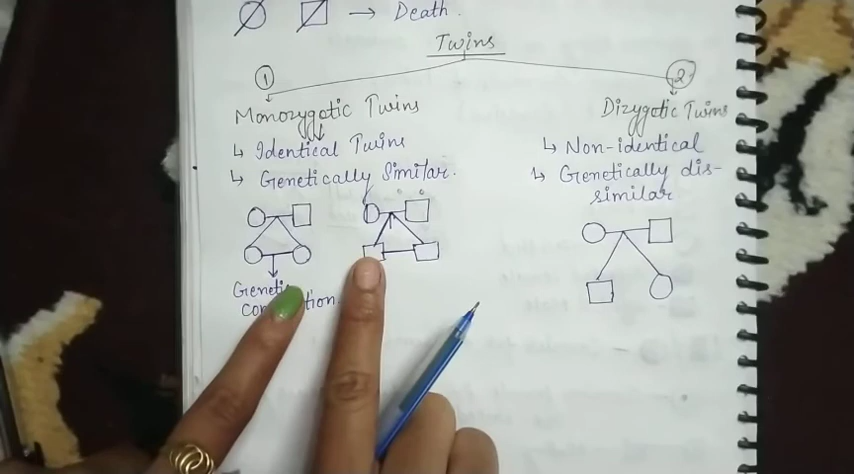 → Death.
Twins
1
2.
Monozygotic Twins
↳ Identical Twins
↳ Genetically Similar.
Dizygotic Twins
↳ Non-identical
↳ Genetically dis-
similar